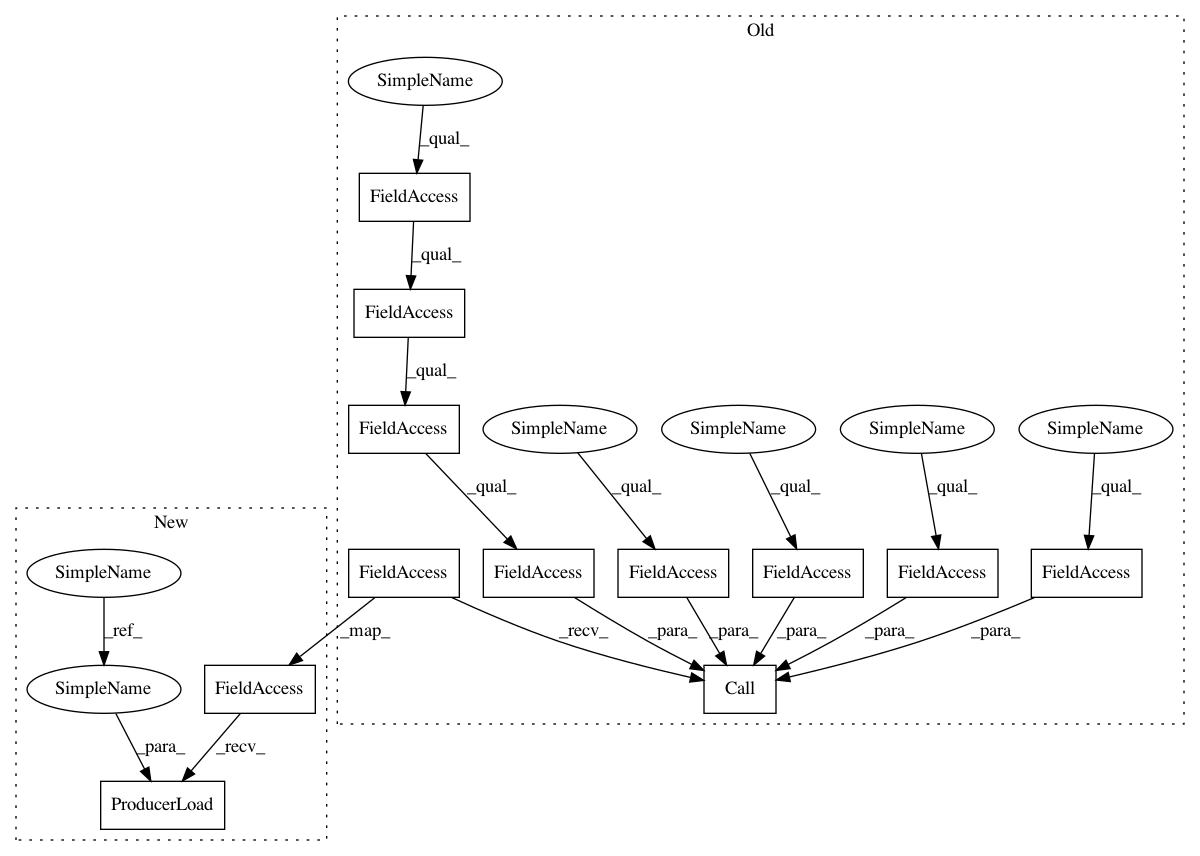 Old
SimpleName
_qual_
FieldAccess
_qual_
FieldAccess
_qual_
FieldAccess
SimpleName
SimpleName
SimpleName
SimpleName
_qual_
_qual_
_qual_
_qual_
_qual_
New
SimpleName
FieldAccess
FieldAccess
FieldAccess
FieldAccess
FieldAccess
FieldAccess
_ref_
_map_
_recv_
_para_
_para_
_para_
_para_
_para_
SimpleName
FieldAccess
Call
_para_
_recv_
ProducerLoad